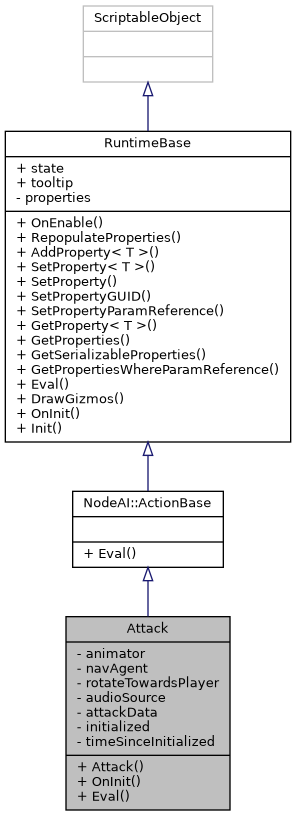 ScriptableObject
RuntimeBase
+ state
+ tooltip
- properties
+ OnEnable()
+ RepopulateProperties()
+ AddProperty< T >()
+ SetProperty< T >()
+ SetProperty()
+ SetPropertyGUID()
+ SetPropertyParamReference()
+ GetProperty< T >()
+ GetProperties()
+ GetSerializableProperties()
+ GetPropertiesWhereParamReference()
+ Eval()
+ DrawGizmos()
+ OnInit()
+ Init()
NodeAI::ActionBase
+ Eval()
Attack
- animator
- navAgent
- rotateTowardsPlayer
- audioSource
- attackData
- initialized
- timeSinceInitialized
+ Attack()
+ OnInit()
+ Eval()